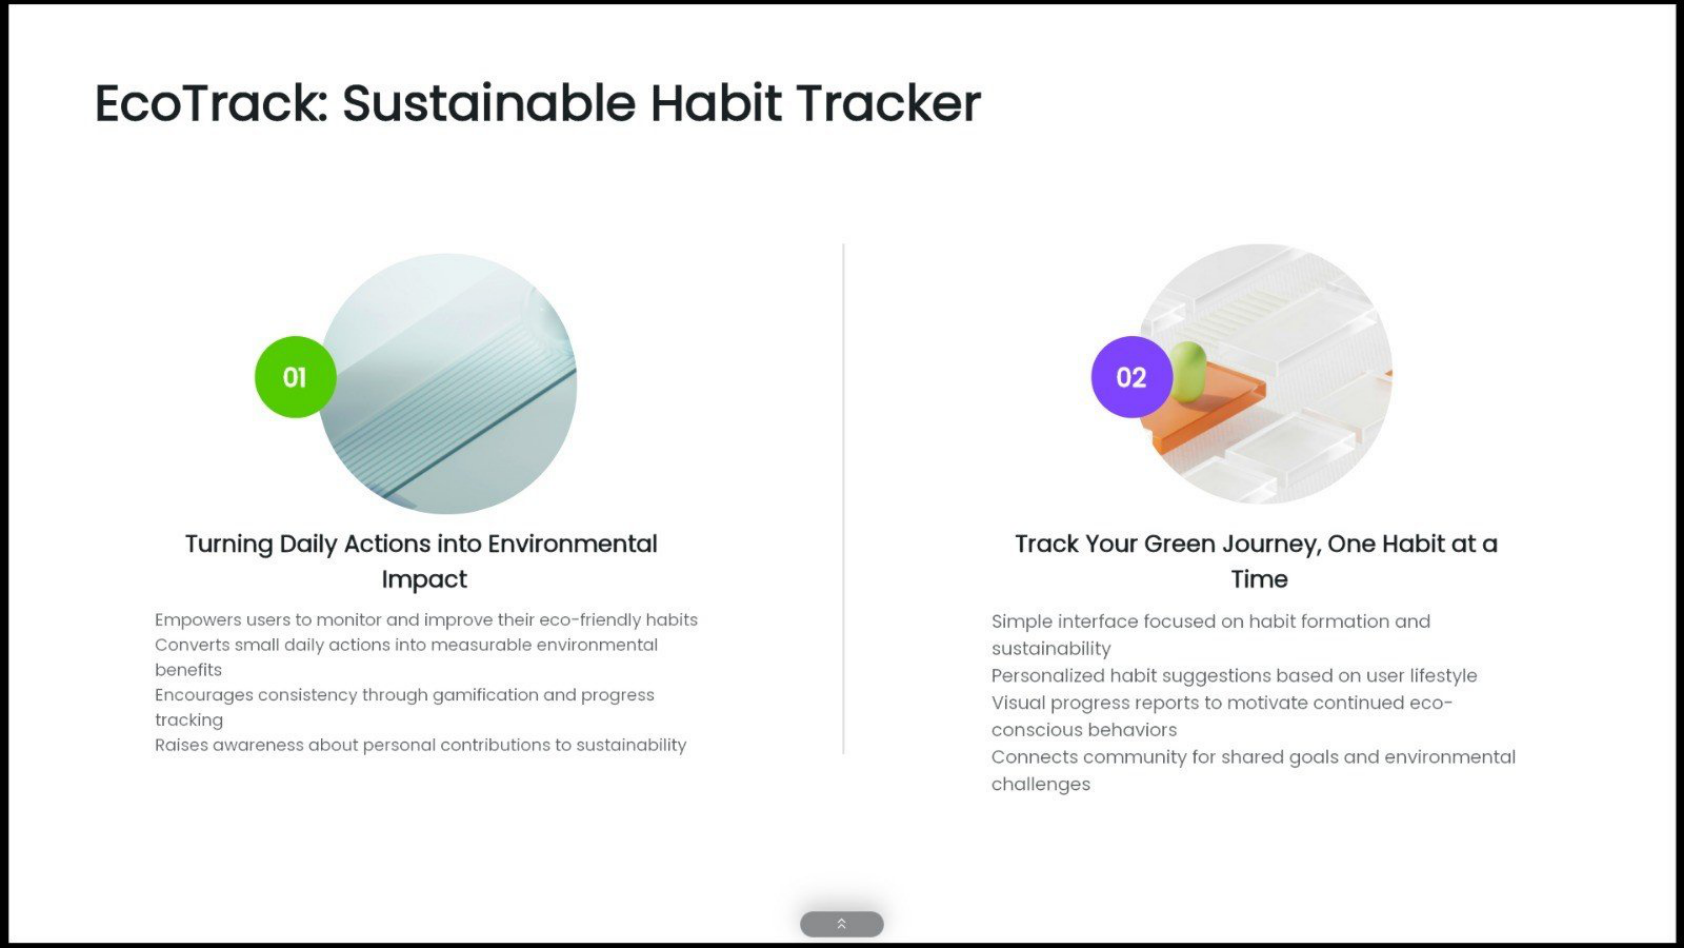 EcoTrack: Sustainable Habit Tracker
01
Turning Daily Actions into Environmental
Impact
Empowers users to monitor and improve their eco-friendly habits
Converts small daily actions into measurable environmental
benefits
Encourages consistency through gamification and progress
tracking
Raises awareness about personal contributions to sustainability
02
Track Your Green Journey, One Habit at a
Time
Simple interface focused on habit formation and
sustainability
Personalized habit suggestions based on user lifestyle
Visual progress reports to motivate continued eco-
conscious behaviors
Connects community for shared goals and environmental
challenges